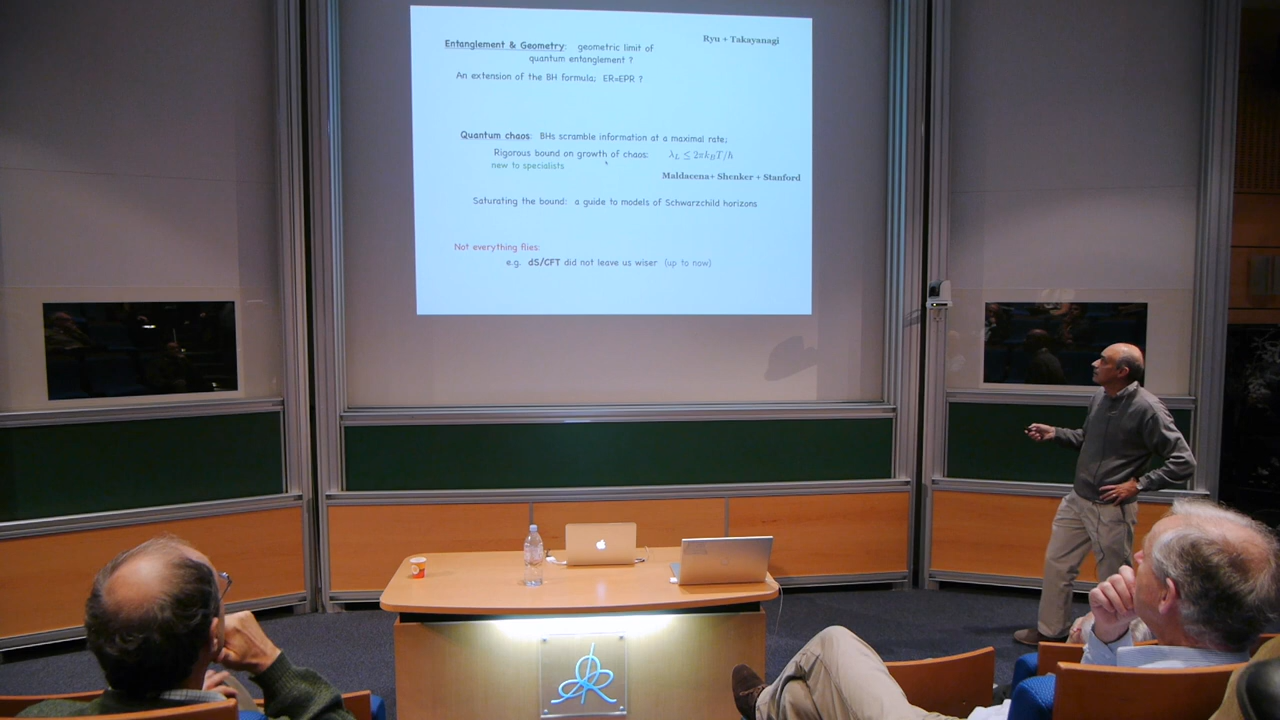 Ryu + Takayanagi
Entanglement & Geometry: geometric limit of
quantum entanglement ?
An extension of the BH formula; ER=EPR ?
Quantum chaos: BHs scramble information at a maximal rate;
Rigorous bound on growth of chaos: λ_L ≤ 2πk_BT/ħ
new to specialists
Maldacena+ Shenker + Stanford
Saturating the bound: a guide to models of Schwarzchild horizons
Not everything flies:
e.g. dS/CFT did not leave us wiser (up to now)